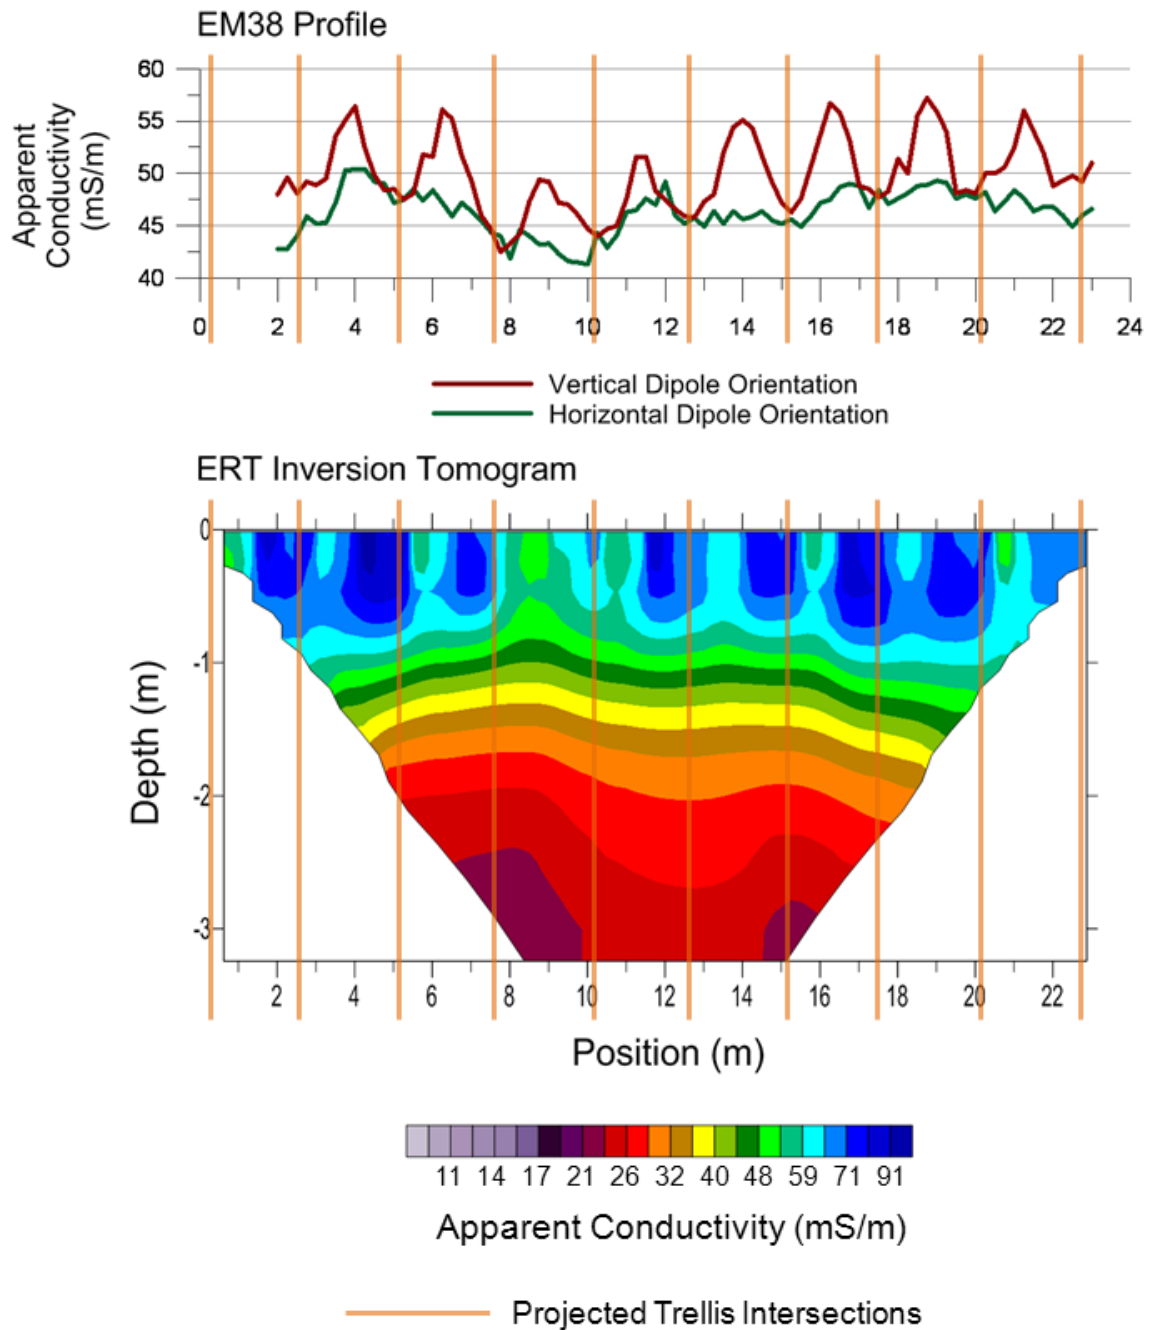 EM38 Profile
Apparent
Conductivity
(mS/m)
60
55
50
45
40
0 2 4 6 8 10 12 14 16 18 20 22 24
Vertical Dipole Orientation
Horizontal Dipole Orientation
ERT Inversion Tomogram
Depth (m)
0
-1
-2
-3
2 4 6 8 10 12 14 16 18 20 22
Position (m)
11 14 17 21 26 32 40 48 59 71 91
Apparent Conductivity (mS/m)
Projected Trellis Intersections